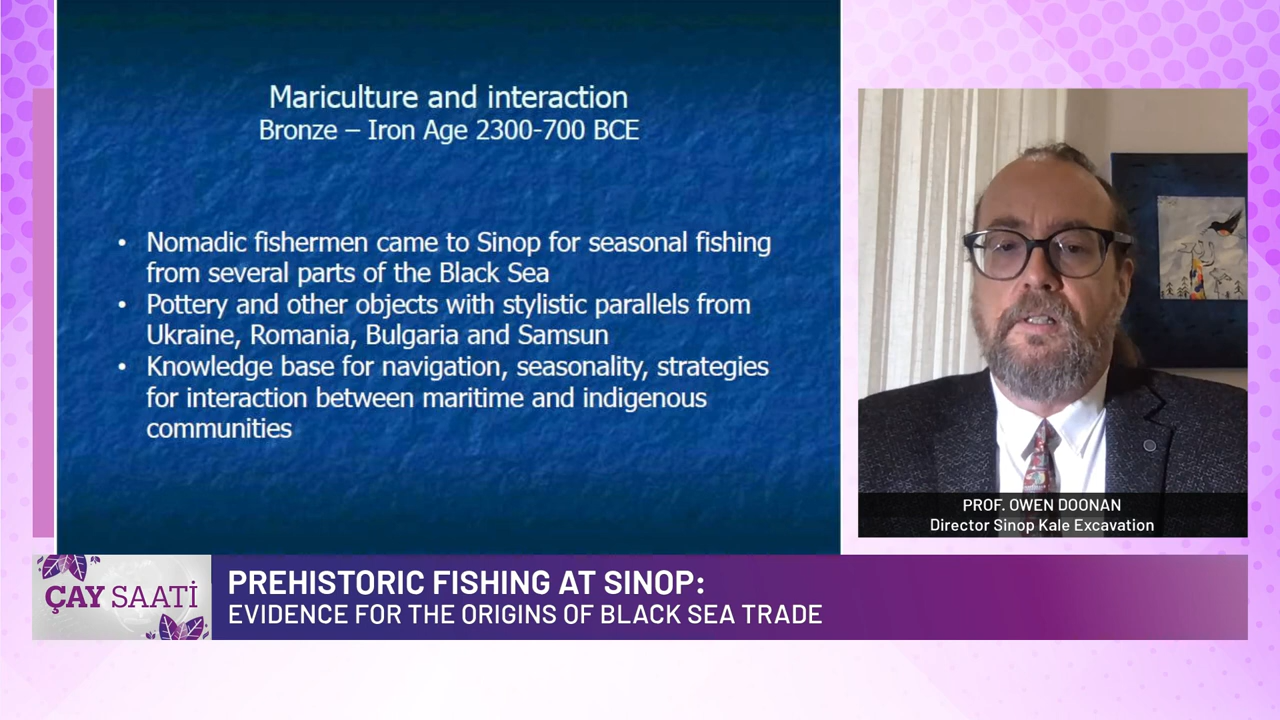 Mariculture and interaction
Bronze – Iron Age 2300-700 BCE
• Nomadic fishermen came to Sinop for seasonal fishing
from several parts of the Black Sea
• Pottery and other objects with stylistic parallels from
Ukraine, Romania, Bulgaria and Samsun
• Knowledge base for navigation, seasonality, strategies
for interaction between maritime and indigenous
communities
PROF. OWEN DOONAN
Director Sinop Kale Excavation
ÇAY SAATİ
PREHISTORIC FISHING AT SINOP:
EVIDENCE FOR THE ORIGINS OF BLACK SEA TRADE